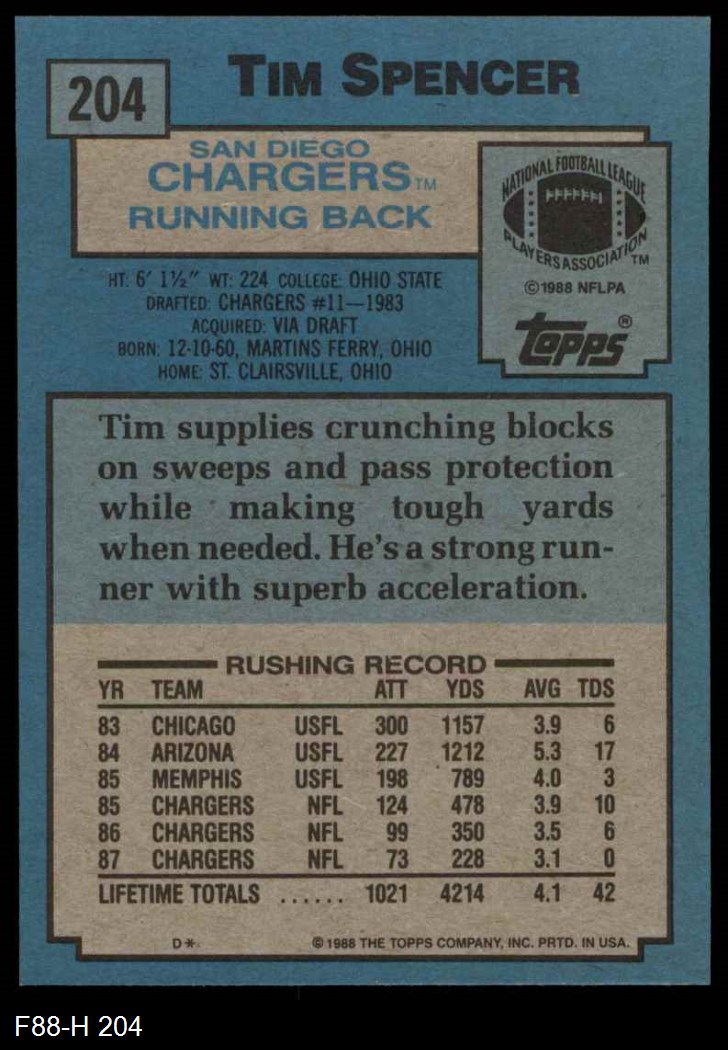 204
TIM SPENCER
SAN DIEGO
CHARGERS™
RUNNING BACK
NATIONAL FOOTBALL LEAGUE
PLAYERS ASSOCIATION™
©1988 NFLPA
topps®
HT: 6' 1½" WT: 224 COLLEGE: OHIO STATE
DRAFTED: CHARGERS #11—1983
ACQUIRED: VIA DRAFT
BORN: 12-10-60, MARTINS FERRY, OHIO
HOME: ST. CLAIRSVILLE, OHIO
Tim supplies crunching blocks
on sweeps and pass protection
while making tough yards
when needed. He's a strong run-
ner with superb acceleration.
RUSHING RECORD
YR TEAM ATT YDS AVG TDS
83 CHICAGO USFL 300 1157 3.9 6
84 ARIZONA USFL 227 1212 5.3 17
85 MEMPHIS USFL 198 789 4.0 3
85 CHARGERS NFL 124 478 3.9 10
86 CHARGERS NFL 99 350 3.5 6
87 CHARGERS NFL 73 228 3.1 0
LIFETIME TOTALS ...... 1021 4214 4.1 42
D*
©1988 THE TOPPS COMPANY, INC. PRTD. IN USA.
F88-H 204